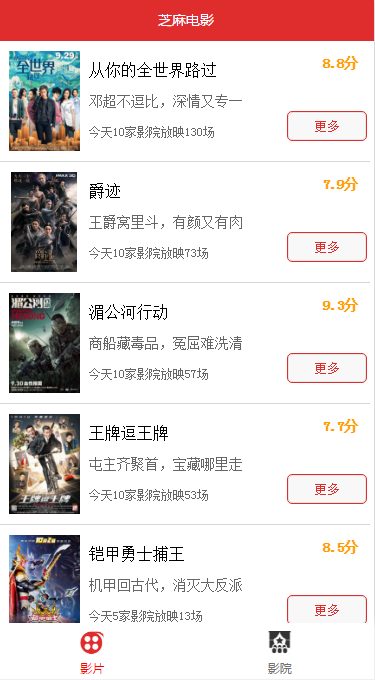 芝麻电影
9.29
全世界
从你的全世界路过
8.8分
邓超不逗比，深情又专一
今天10家影院放映130场
更多
爵迹
7.9分
王爵窝里斗，有颜又有肉
今天10家影院放映73场
更多
湄公河行动
湄公河行动
9.3分
商船藏毒品，冤屈难洗清
今天10家影院放映57场
更多
王牌逗王牌
7.7分
屯主齐聚首，宝藏哪里走
今天10家影院放映53场
更多
王牌逗王牌
铠甲勇士捕王
8.5分
机甲回古代，消灭大反派
今天5家影院放映13场
更多
影片
影院